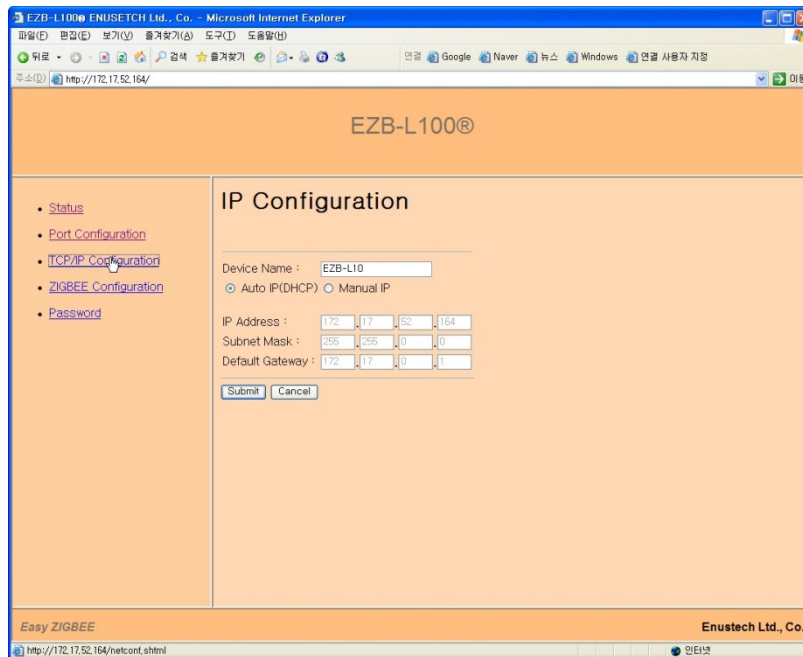 EZB-L100® ENUSETCH Ltd., Co. - Microsoft Internet Explorer
파일(F) 편집(E) 보기(V) 즐겨찾기(A) 도구(T) 도움말(H)
뒤로 검색 즐겨찾기 연결 Google Naver 뉴스 Windows 연결 사용자 지정
주소(D) http://172.17.52.164/ 이동
EZB-L100®
Status
Port Configuration
TCP/IP Configuration
ZIGBEE Configuration
Password
IP Configuration
Device Name : EZB-L10
Auto IP(DHCP) Manual IP
IP Address : 172 . 17 . 52 . 164
Subnet Mask : 255 . 255 . 0 . 0
Default Gateway : 172 . 17 . 0 . 1
Submit Cancel
Easy ZIGBEE Enustech Ltd., Co.
http://172.17.52.164/netconf.shtml 인터넷